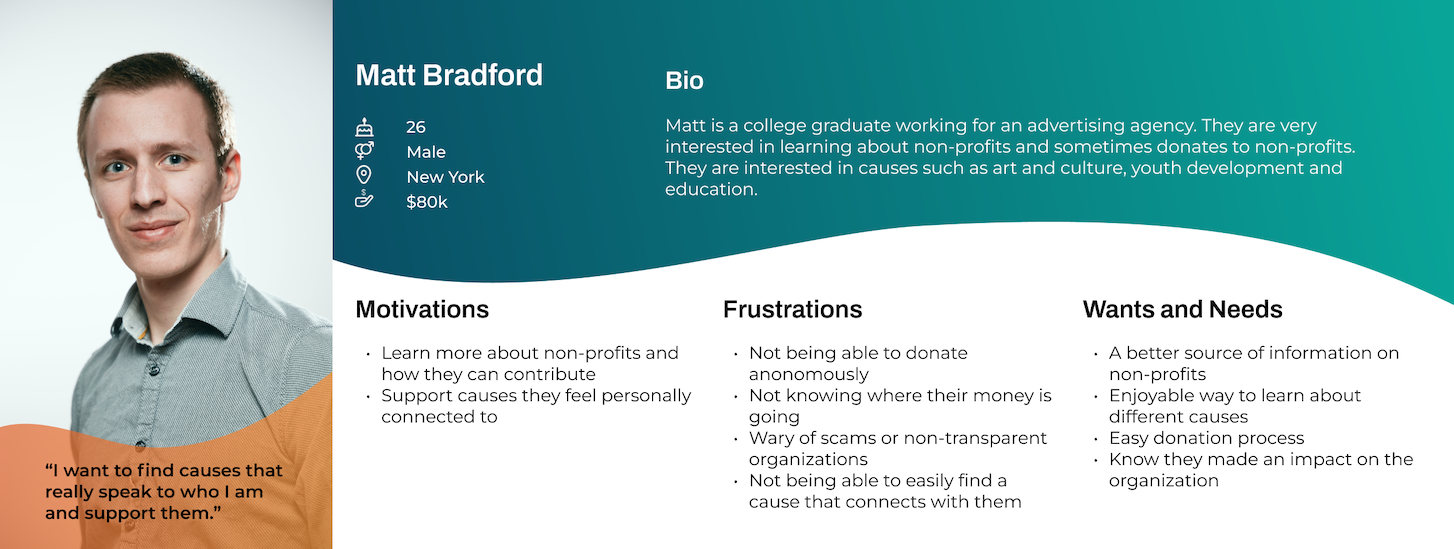 Matt Bradford
26
Male
New York
$80k
Bio
Matt is a college graduate working for an advertising agency. They are very
interested in learning about non-profits and sometimes donates to non-profits.
They are interested in causes such as art and culture, youth development and
education.
Motivations
• Learn more about non-profits and
how they can contribute
• Support causes they feel personally
connected to
Frustrations
• Not being able to donate
anonomously
• Not knowing where their money is
going
• Wary of scams or non-transparent
organizations
• Not being able to easily find a
cause that connects with them
Wants and Needs
• A better source of information on
non-profits
• Enjoyable way to learn about
different causes
• Easy donation process
• Know they made an impact on the
organization
“I want to find causes that
really speak to who I am
and support them.”